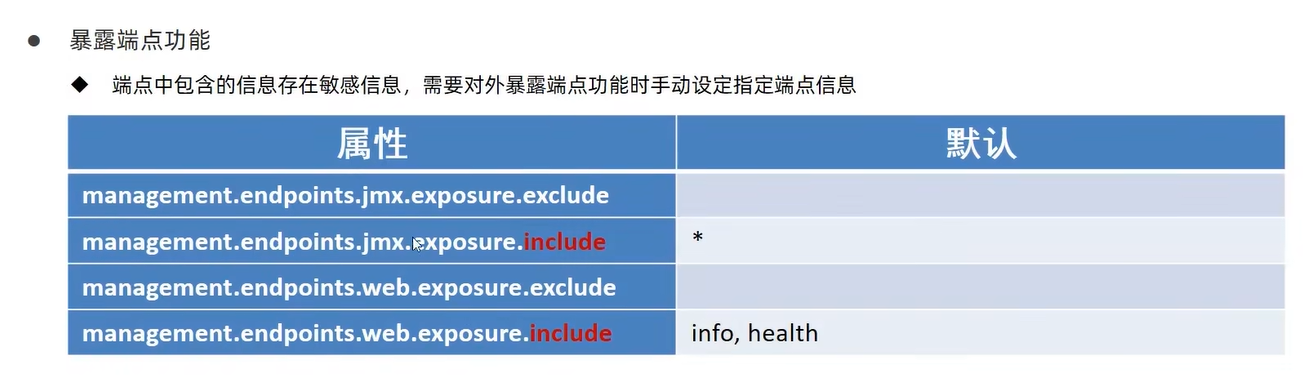 暴露端点功能
端点中包含的信息存在敏感信息，需要对外暴露端点功能时手动设定指定端点信息
属性 默认
management.endpoints.jmx.exposure.exclude
management.endpoints.jmx.exposure.include *
management.endpoints.web.exposure.exclude
management.endpoints.web.exposure.include info, health